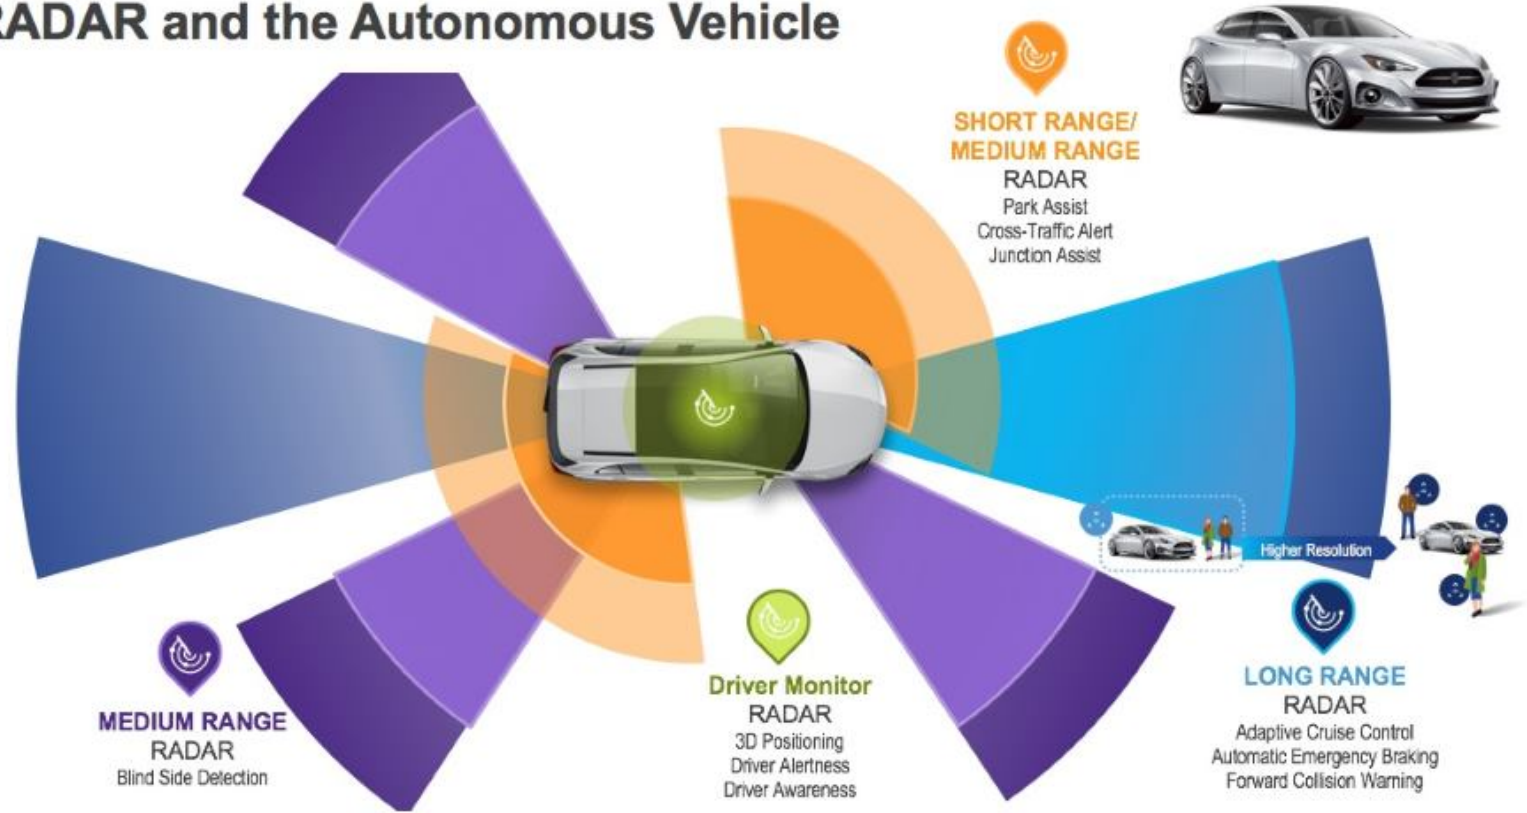 RADAR and the Autonomous Vehicle
SHORT RANGE/
MEDIUM RANGE
RADAR
Park Assist
Cross-Traffic Alert
Junction Assist
Higher Resolution
MEDIUM RANGE
RADAR
Blind Side Detection
Driver Monitor
RADAR
3D Positioning
Driver Alertness
Driver Awareness
LONG RANGE
RADAR
Adaptive Cruise Control
Automatic Emergency Braking
Forward Collision Warning